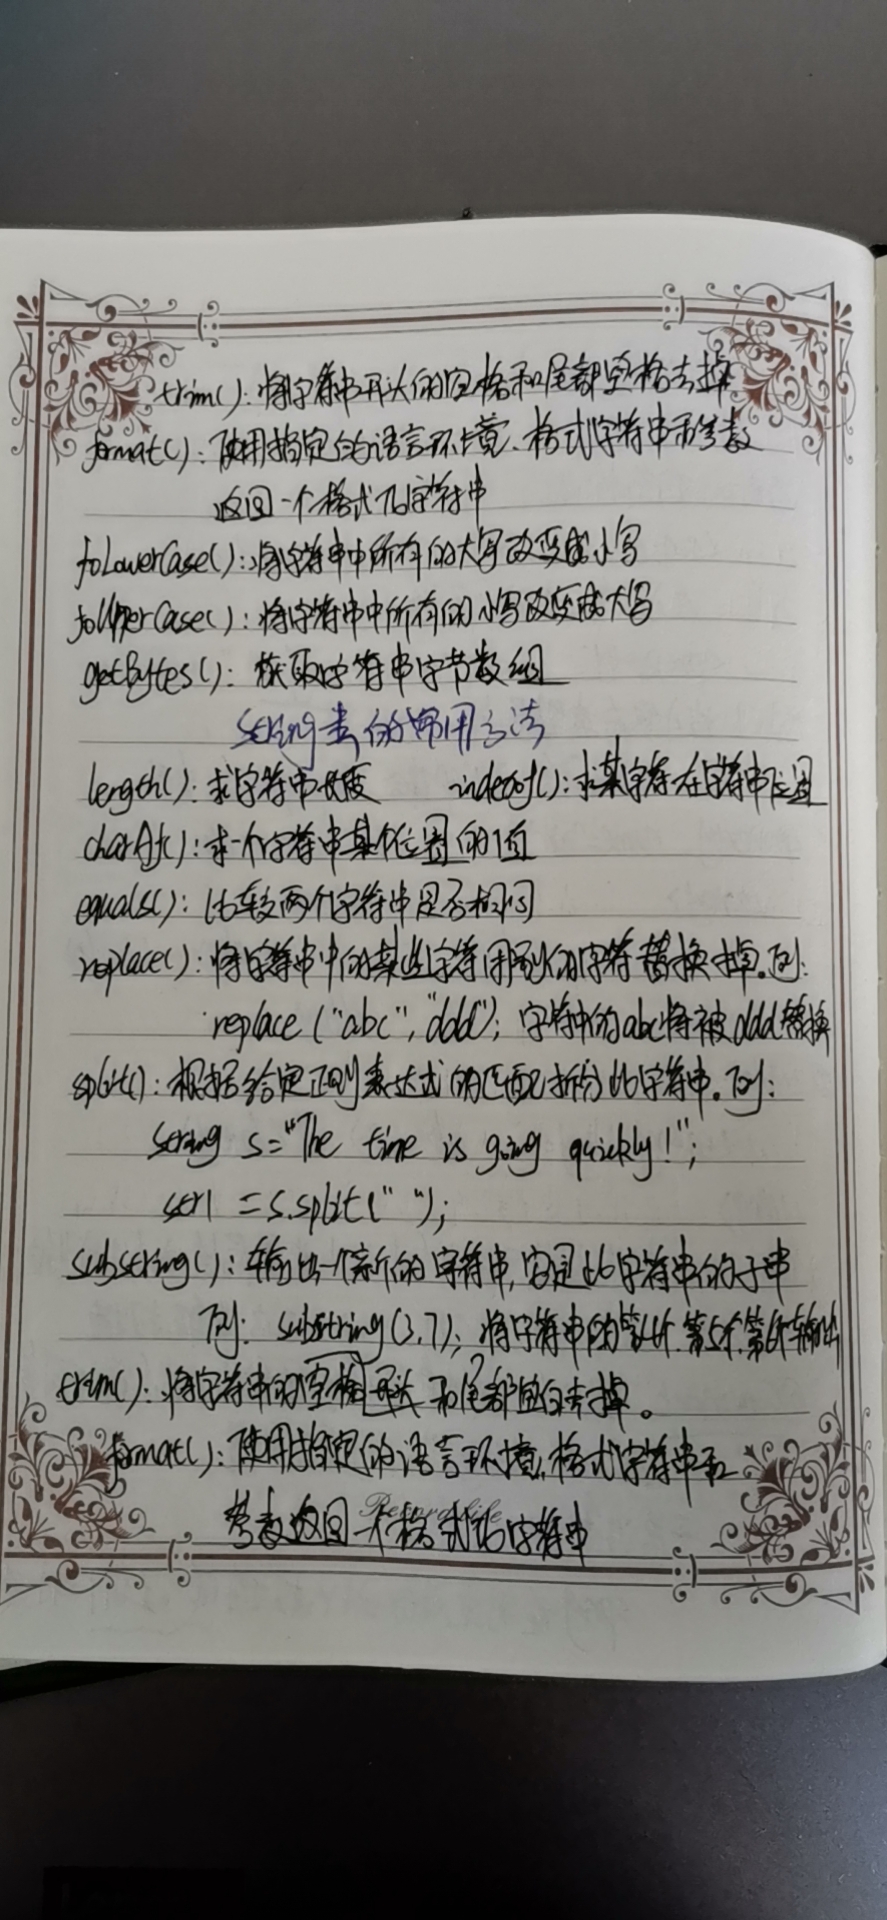 trim(): 将字符串开头的空格和尾部空格去掉
format(): 使用指定的语言环境、格式字符串和参数
返回一个格式化字符串
toLowerCase(): 将字符串中所有的大写改变成小写
toUpperCase(): 将字符串中所有的小写改变成大写
getBytes(): 获取字符串字节数组
String类的常用方法
length(): 求字符串长度 indexof(): 求某字符在字符串位置
charAt(): 求一个字符串某个位置的值
equals(): 比较两个字符串是否相同
replace(): 将字符串中的某些字符用别的字符替换掉。例:
replace("abc","ddd"); 字符串中的abc将被ddd替换
split(): 根据给定正则表达式的匹配拆分此字符串。例:
String s="The time is going quickly!";
str1 =s.split(" ");
substring(): 输出一个新的字符串,它是此字符串的子串
例: substring(3,7); 将字符串的第4个.第5个.第6个输出
trim(): 将字符串的空格开头和尾部空白去掉。
format(): 使用指定的语言环境、格式字符串和
参数返回一个格式化字符串